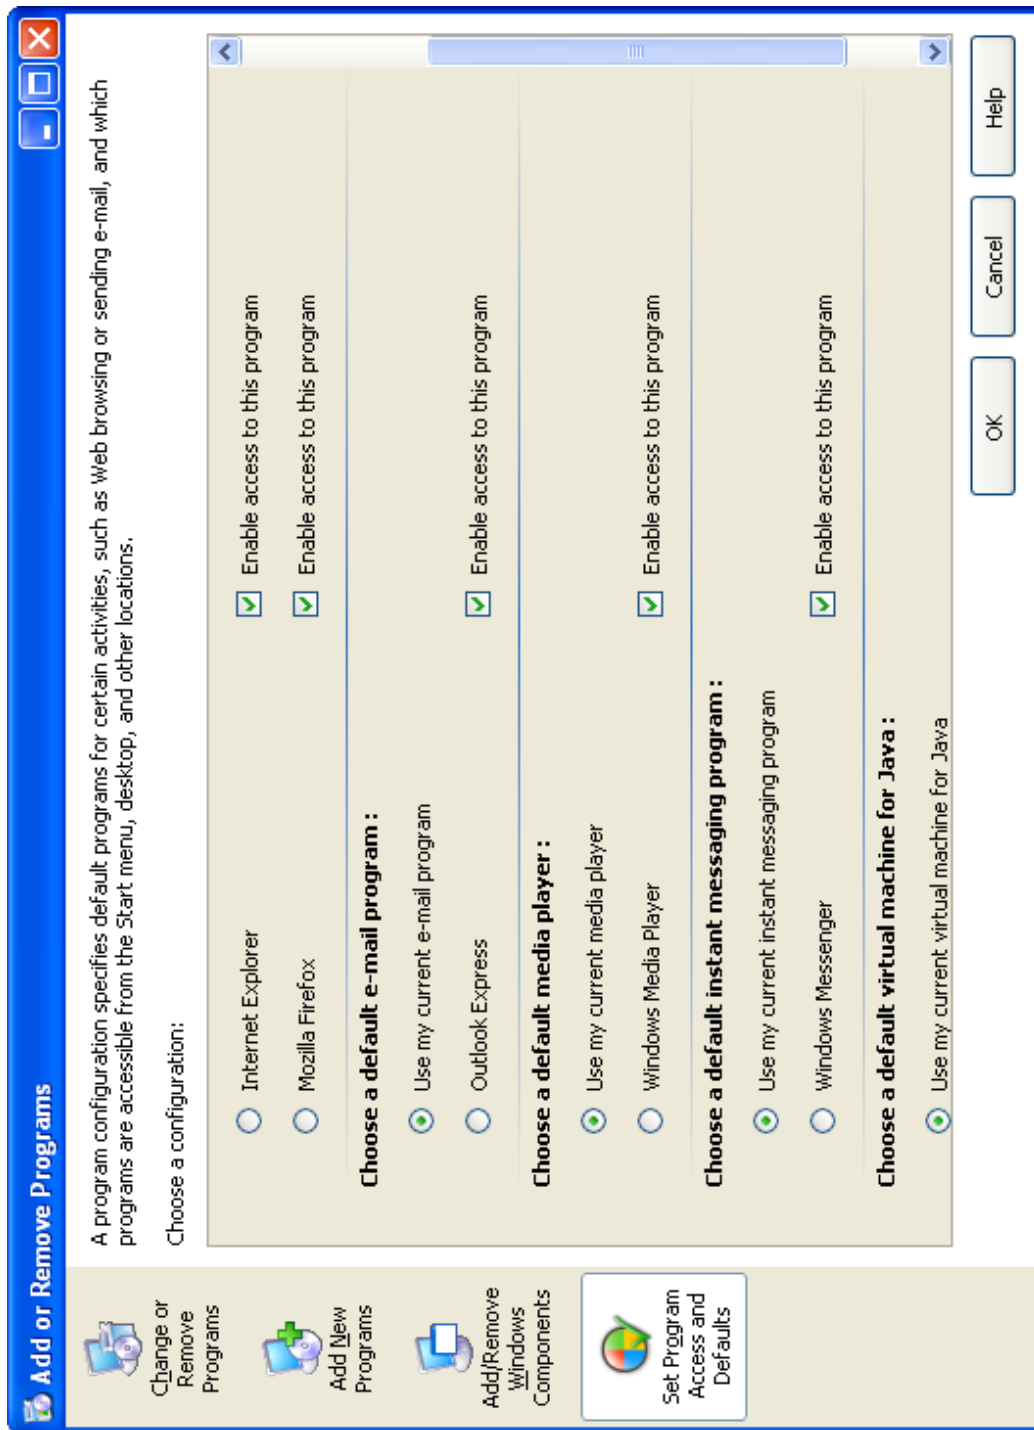 Add or Remove Programs
Change or
Remove
Programs
Add New
Programs
Add/Remove
Windows
Components
Set Program
Access and
Defaults
A program configuration specifies default programs for certain activities, such as Web browsing or sending e-mail, and which
programs are accessible from the Start menu, desktop, and other locations.
Choose a configuration:
Internet Explorer Enable access to this program
Mozilla Firefox Enable access to this program
Choose a default e-mail program :
Use my current e-mail program
Outlook Express Enable access to this program
Choose a default media player :
Use my current media player
Windows Media Player Enable access to this program
Choose a default instant messaging program :
Use my current instant messaging program
Windows Messenger Enable access to this program
Choose a default virtual machine for Java :
Use my current virtual machine for Java
OK Cancel Help